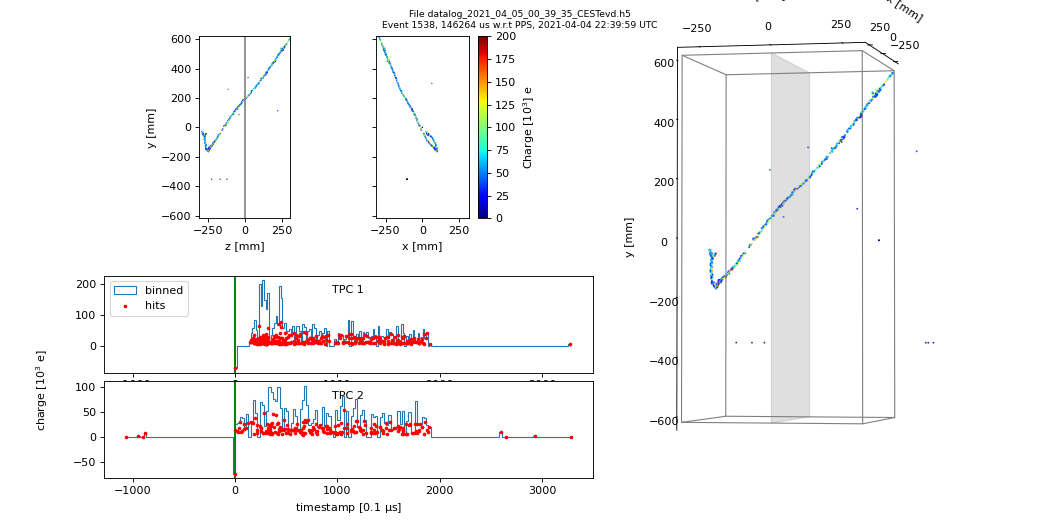 File datalog_2021_04_05_00_39_35_CESTevd.h5
Event 1538, 146264 us w.r.t PPS, 2021-04-04 22:39:59 UTC
600
400
200
0
−200
−400
−600
y [mm]
−250 0 250
z [mm]
−250 0 250
x [mm]
200
175
150
125
100
75
50
25
0
Charge [10³] e
−250 0 250
250
0
−250
x [mm]
600
400
200
0
−200
−400
−600
y [mm]
TPC 1
binned
hits
200
100
0
TPC 2
100
50
0
−50
charge [10³ e]
−1000 0 1000 2000 3000
timestamp [0.1 μs]